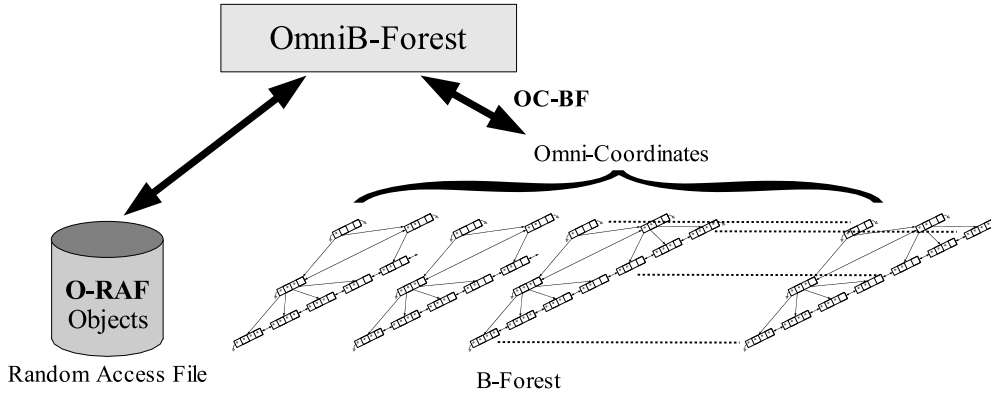 OmniB-Forest
OC-BF
Omni-Coordinates
O-RAF
Objects
Random Access File
B-Forest